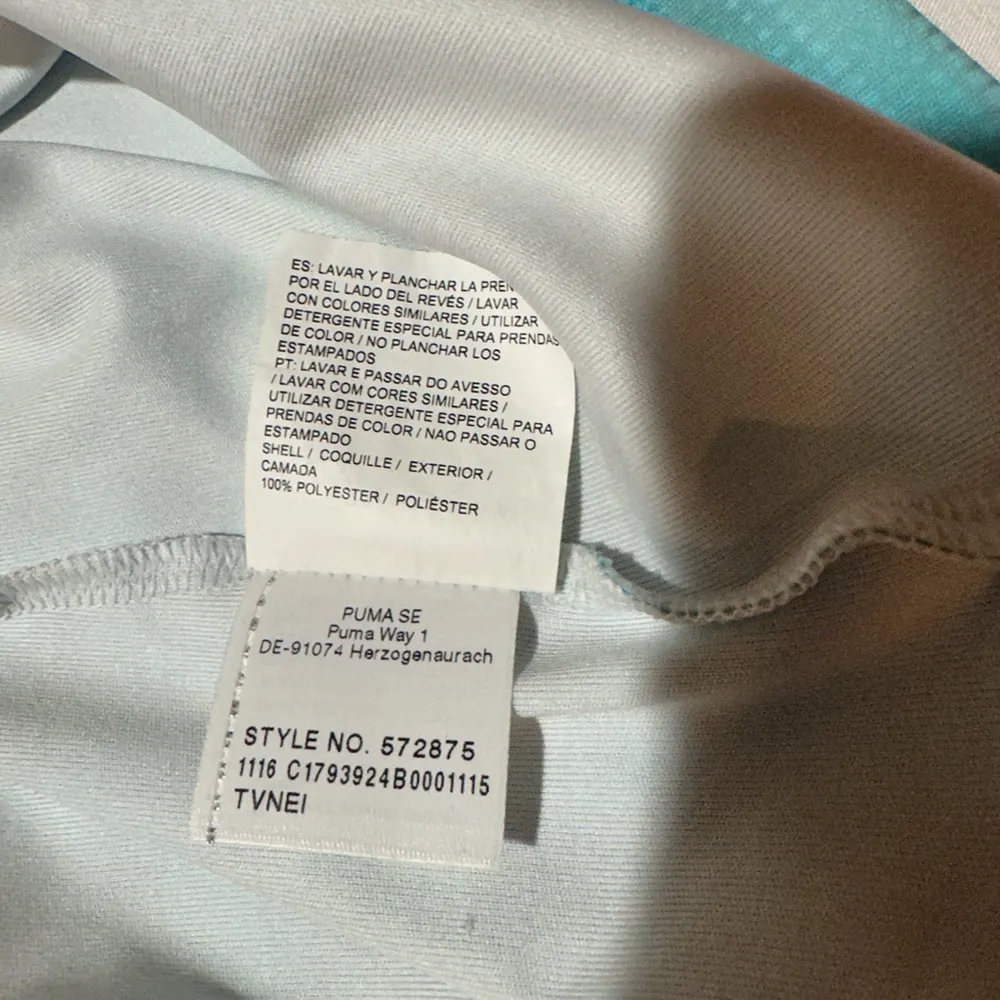 ES: LAVAR Y PLANCHAR LA
POR EL LADO DEL REVÉS / LAVAR
CON COLORES SIMILARES / UTILIZAR
DETERGENTE ESPECIAL PARA PRENDAS
DE COLOR / NO PLANCHAR LOS
ESTAMPADOS
PT: LAVAR E PASSAR DO AVESSO
/ LAVAR COM CORES SIMILARES /
UTILIZAR DETERGENTE ESPECIAL PARA
PRENDAS DE COLOR / NAO PASSAR O
ESTAMPADO
SHELL / COQUILLE / EXTERIOR /
CAMADA
100% POLYESTER / POLIÉSTER
PUMA SE
Puma Way 1
DE-91074 Herzogenaurach
STYLE NO. 572875
1116 C1793924B0001115
TVNEI